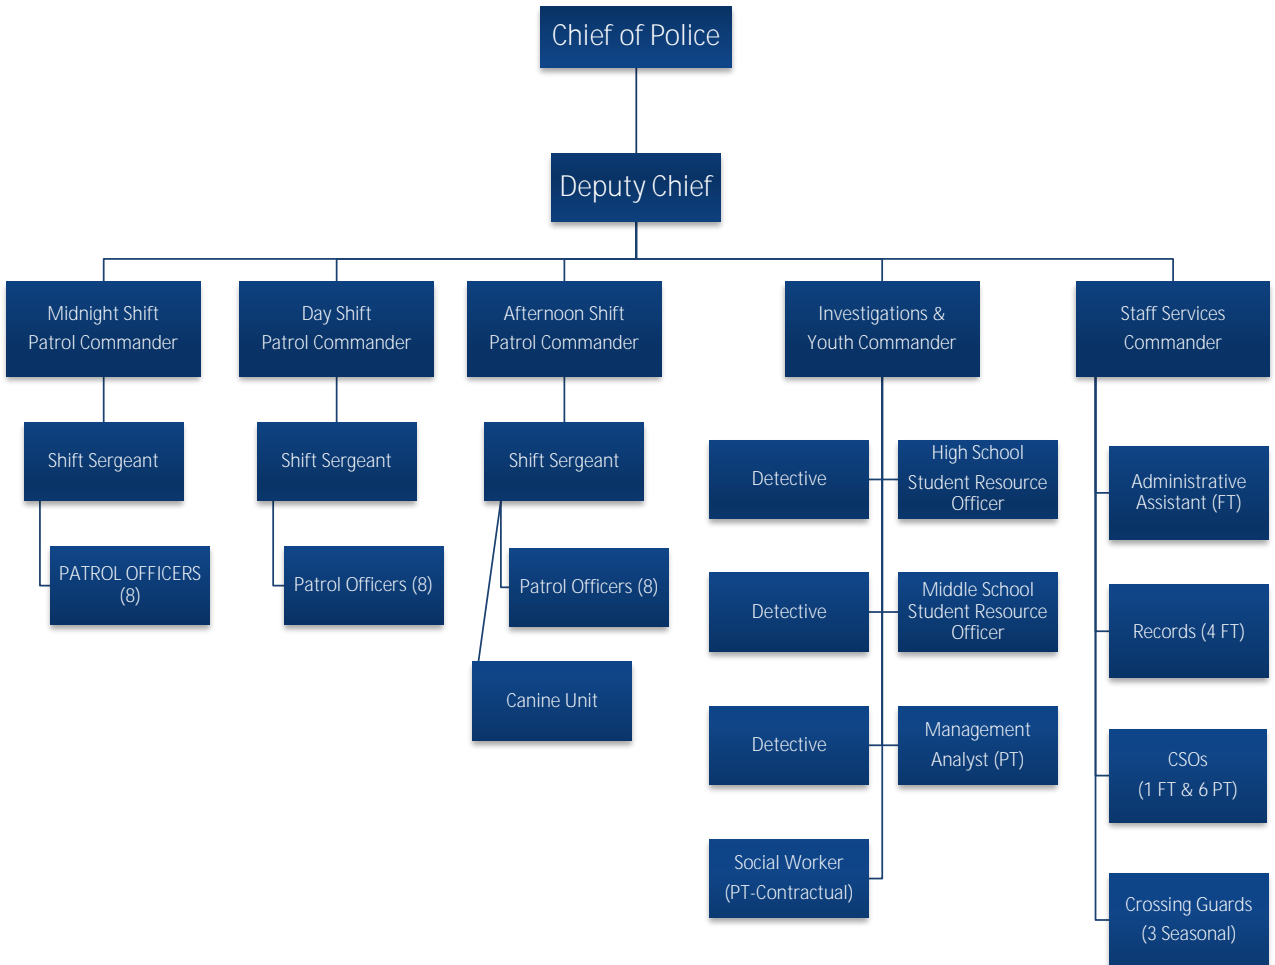 Chief of Police
Deputy Chief
Midnight Shift
Patrol Commander
Day Shift
Patrol Commander
Afternoon Shift
Patrol Commander
Investigations &
Youth Commander
Staff Services
Commander
Shift Sergeant
Shift Sergeant
Shift Sergeant
PATROL OFFICERS
(8)
Patrol Officers (8)
Patrol Officers (8)
Canine Unit
Detective
High School
Student Resource
Officer
Detective
Middle School
Student Resource
Officer
Detective
Management
Analyst (PT)
Social Worker
(PT-Contractual)
Administrative
Assistant (FT)
Records (4 FT)
CSOs
(1 FT & 6 PT)
Crossing Guards
(3 Seasonal)